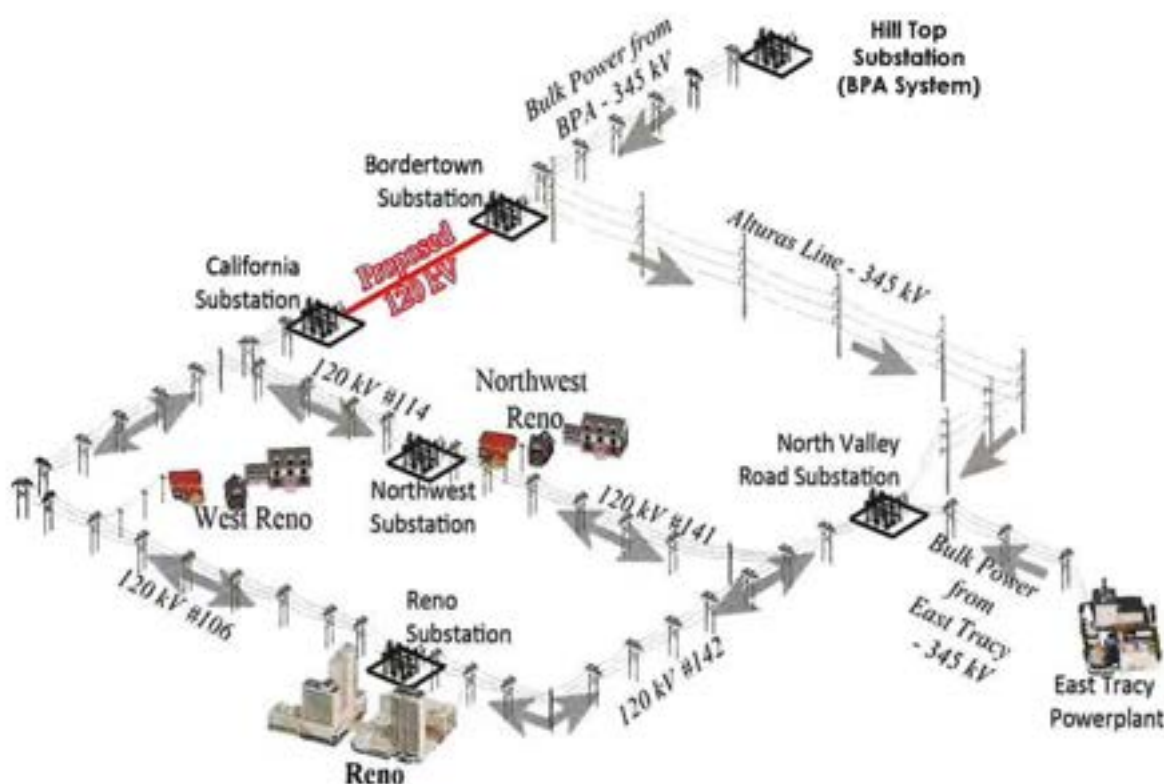 Hill Top
Substation
(BPA System)
Bulk Power from
BPA - 345 kV
Bordertown
Substation
Alturas Line - 345 kV
Proposed
120 kV
California
Substation
120 kV #114
Northwest
Reno
North Valley
Road Substation
West Reno
Northwest
Substation
120 kV #141
Bulk Power
from
East Tracy
- 345 kV
120 kV #106
Reno
Substation
120 kV #142
East Tracy
Powerplant
Reno